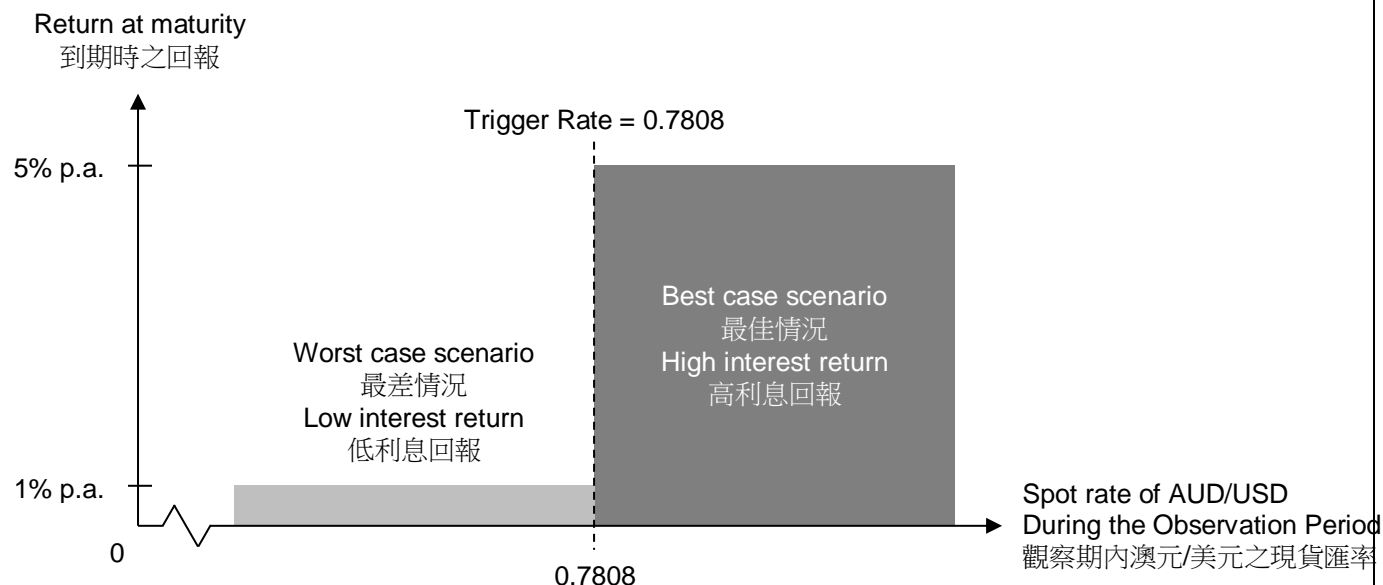 Return at maturity
到期時之回報
Trigger Rate = 0.7808
5% p.a.
Best case scenario
最佳情況
High interest return
高利息回報
Worst case scenario
最差情況
Low interest return
低利息回報
1% p.a.
Spot rate of AUD/USD
During the Observation Period
觀察期內澳元/美元之現貨匯率
0
0.7808